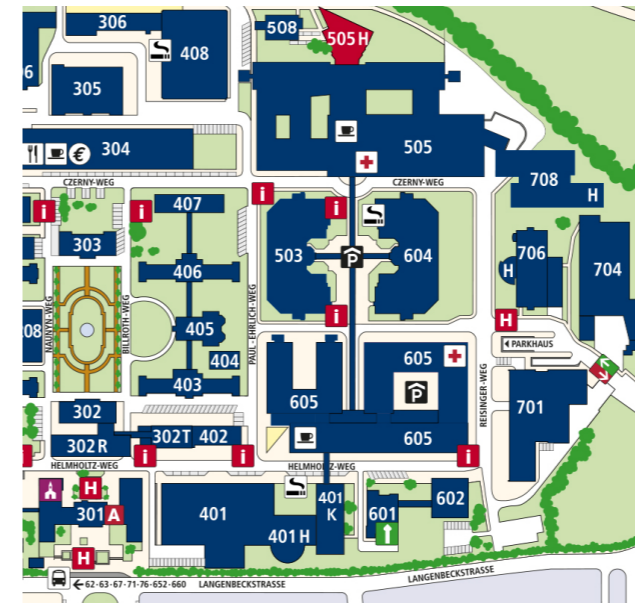 306
408
508
505 H
06
305
505
304
€
CZERNY-WEG
CZERNY-WEG
708
H
i
i
i
i
407
303
503
604
706
H
704
406
P
NAUNYN-WEG
BILLROTH-WEG
PAUL-EHRLICH-WEG
405
i
H
208
404
605
PARKHAUS
403
605
P
REISINGER-WEG
701
302
302 R
302T
402
605
i
i
i
i
HELMHOLTZ-WEG
HELMHOLTZ-WEG
H
301
A
401
401
K
401 H
601
602
H
62·63·67·71·76·652·660
LANGENBECKSTRASSE
LANGENBECKSTRASSE